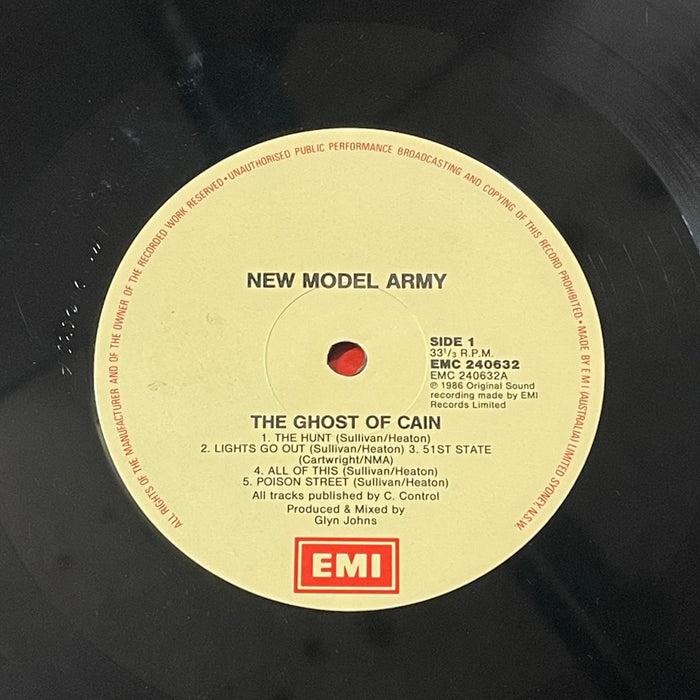 ALL RIGHTS OF THE MANUFACTURER AND OF THE OWNER OF THE RECORDED WORK RESERVED • UNAUTHORISED PUBLIC PERFORMANCE BROADCASTING AND COPYING OF THIS RECORD PROHIBITED • MADE BY E M I (AUSTRALIA) LIMITED SYDNEY, N.S.W.
NEW MODEL ARMY
SIDE 1
33 1/3 R.P.M.
EMC 240632
EMC 240632A
℗ 1986 Original Sound
recording made by EMI
Records Limited
THE GHOST OF CAIN
1. THE HUNT (Sullivan/Heaton)
2. LIGHTS GO OUT (Sullivan/Heaton) 3. 51ST STATE
(Cartwright/NMA)
4. ALL OF THIS (Sullivan/Heaton)
5. POISON STREET (Sullivan/Heaton)
All tracks published by C. Control
Produced & Mixed by
Glyn Johns
EMI